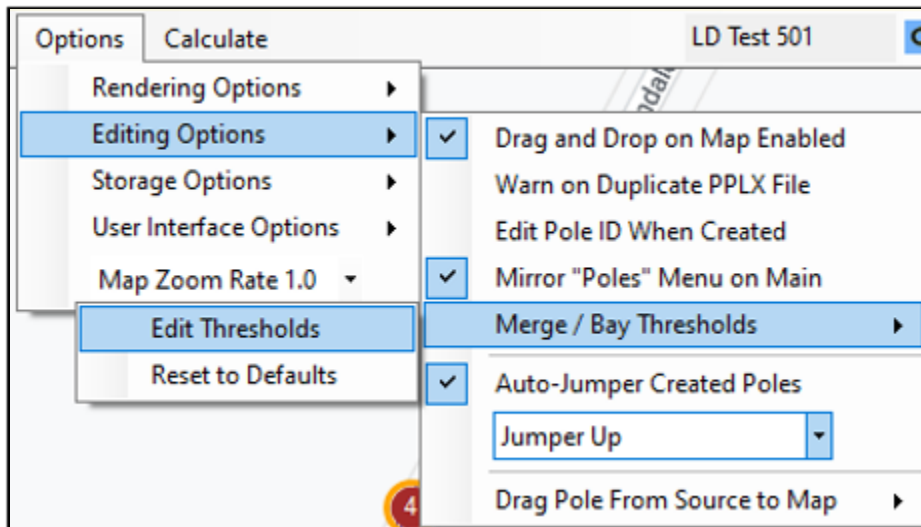 Options Calculate LD Test 501
Rendering Options
Editing Options
Storage Options
User Interface Options
Map Zoom Rate 1.0
Edit Thresholds
Reset to Defaults
Drag and Drop on Map Enabled
Warn on Duplicate PPLX File
Edit Pole ID When Created
Mirror "Poles" Menu on Main
Merge / Bay Thresholds
Auto-Jumper Created Poles
Jumper Up
Drag Pole From Source to Map
4